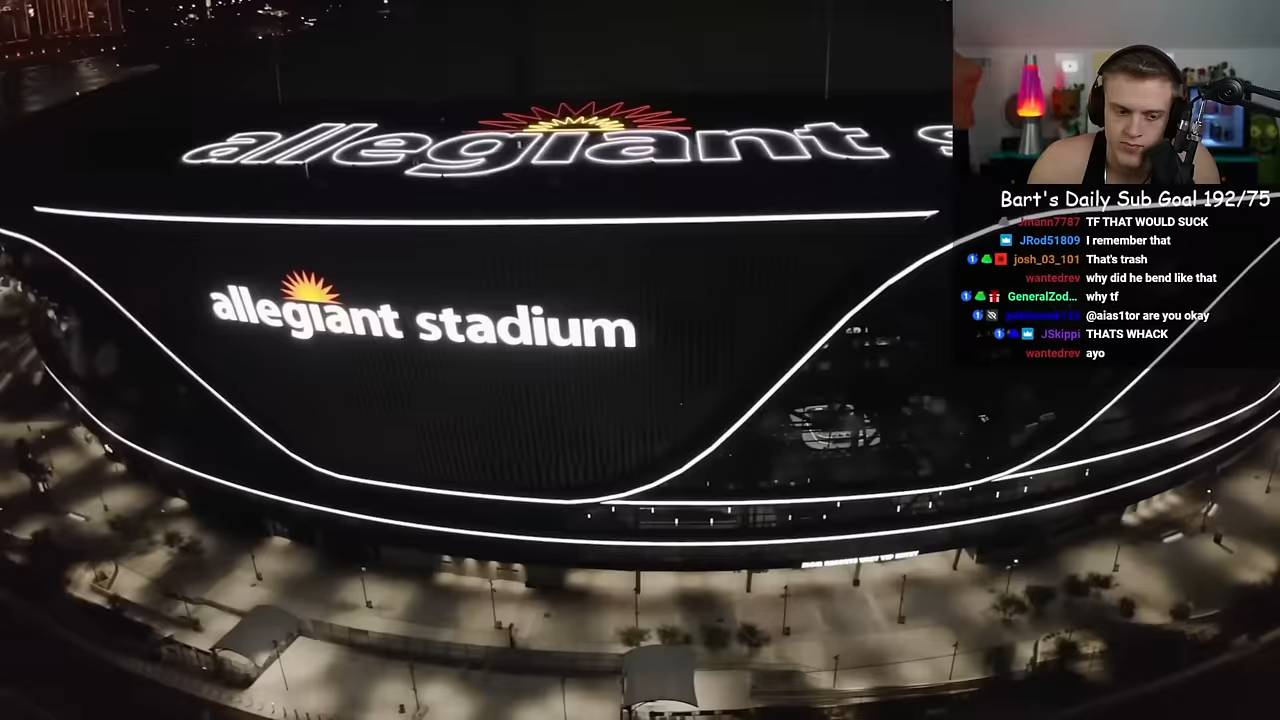 allegiant s
allegiant stadium
Bart's Daily Sub Goal 192/75
TF THAT WOULD SUCK
JRod51809 I remember that
josh_03_101 That's trash
wantedrev why did he bend like that
GeneralZod... why tf
@aias1tor are you okay
JSkippi THATS WHACK
wantedrev ayo